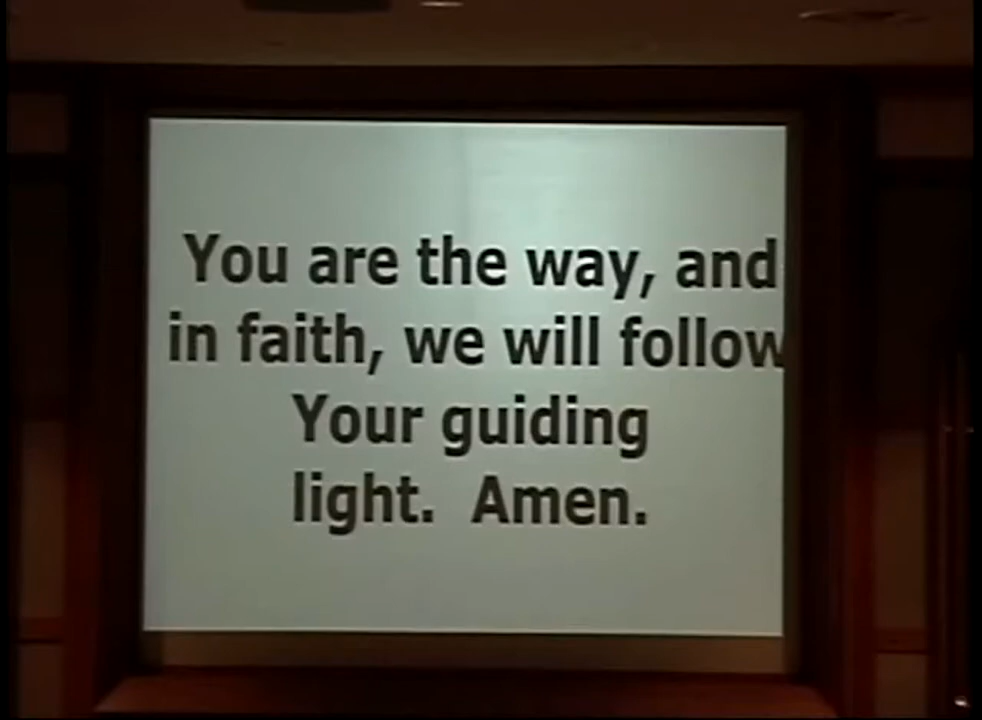 You are the way, and
in faith, we will follow
Your guiding
light. Amen.